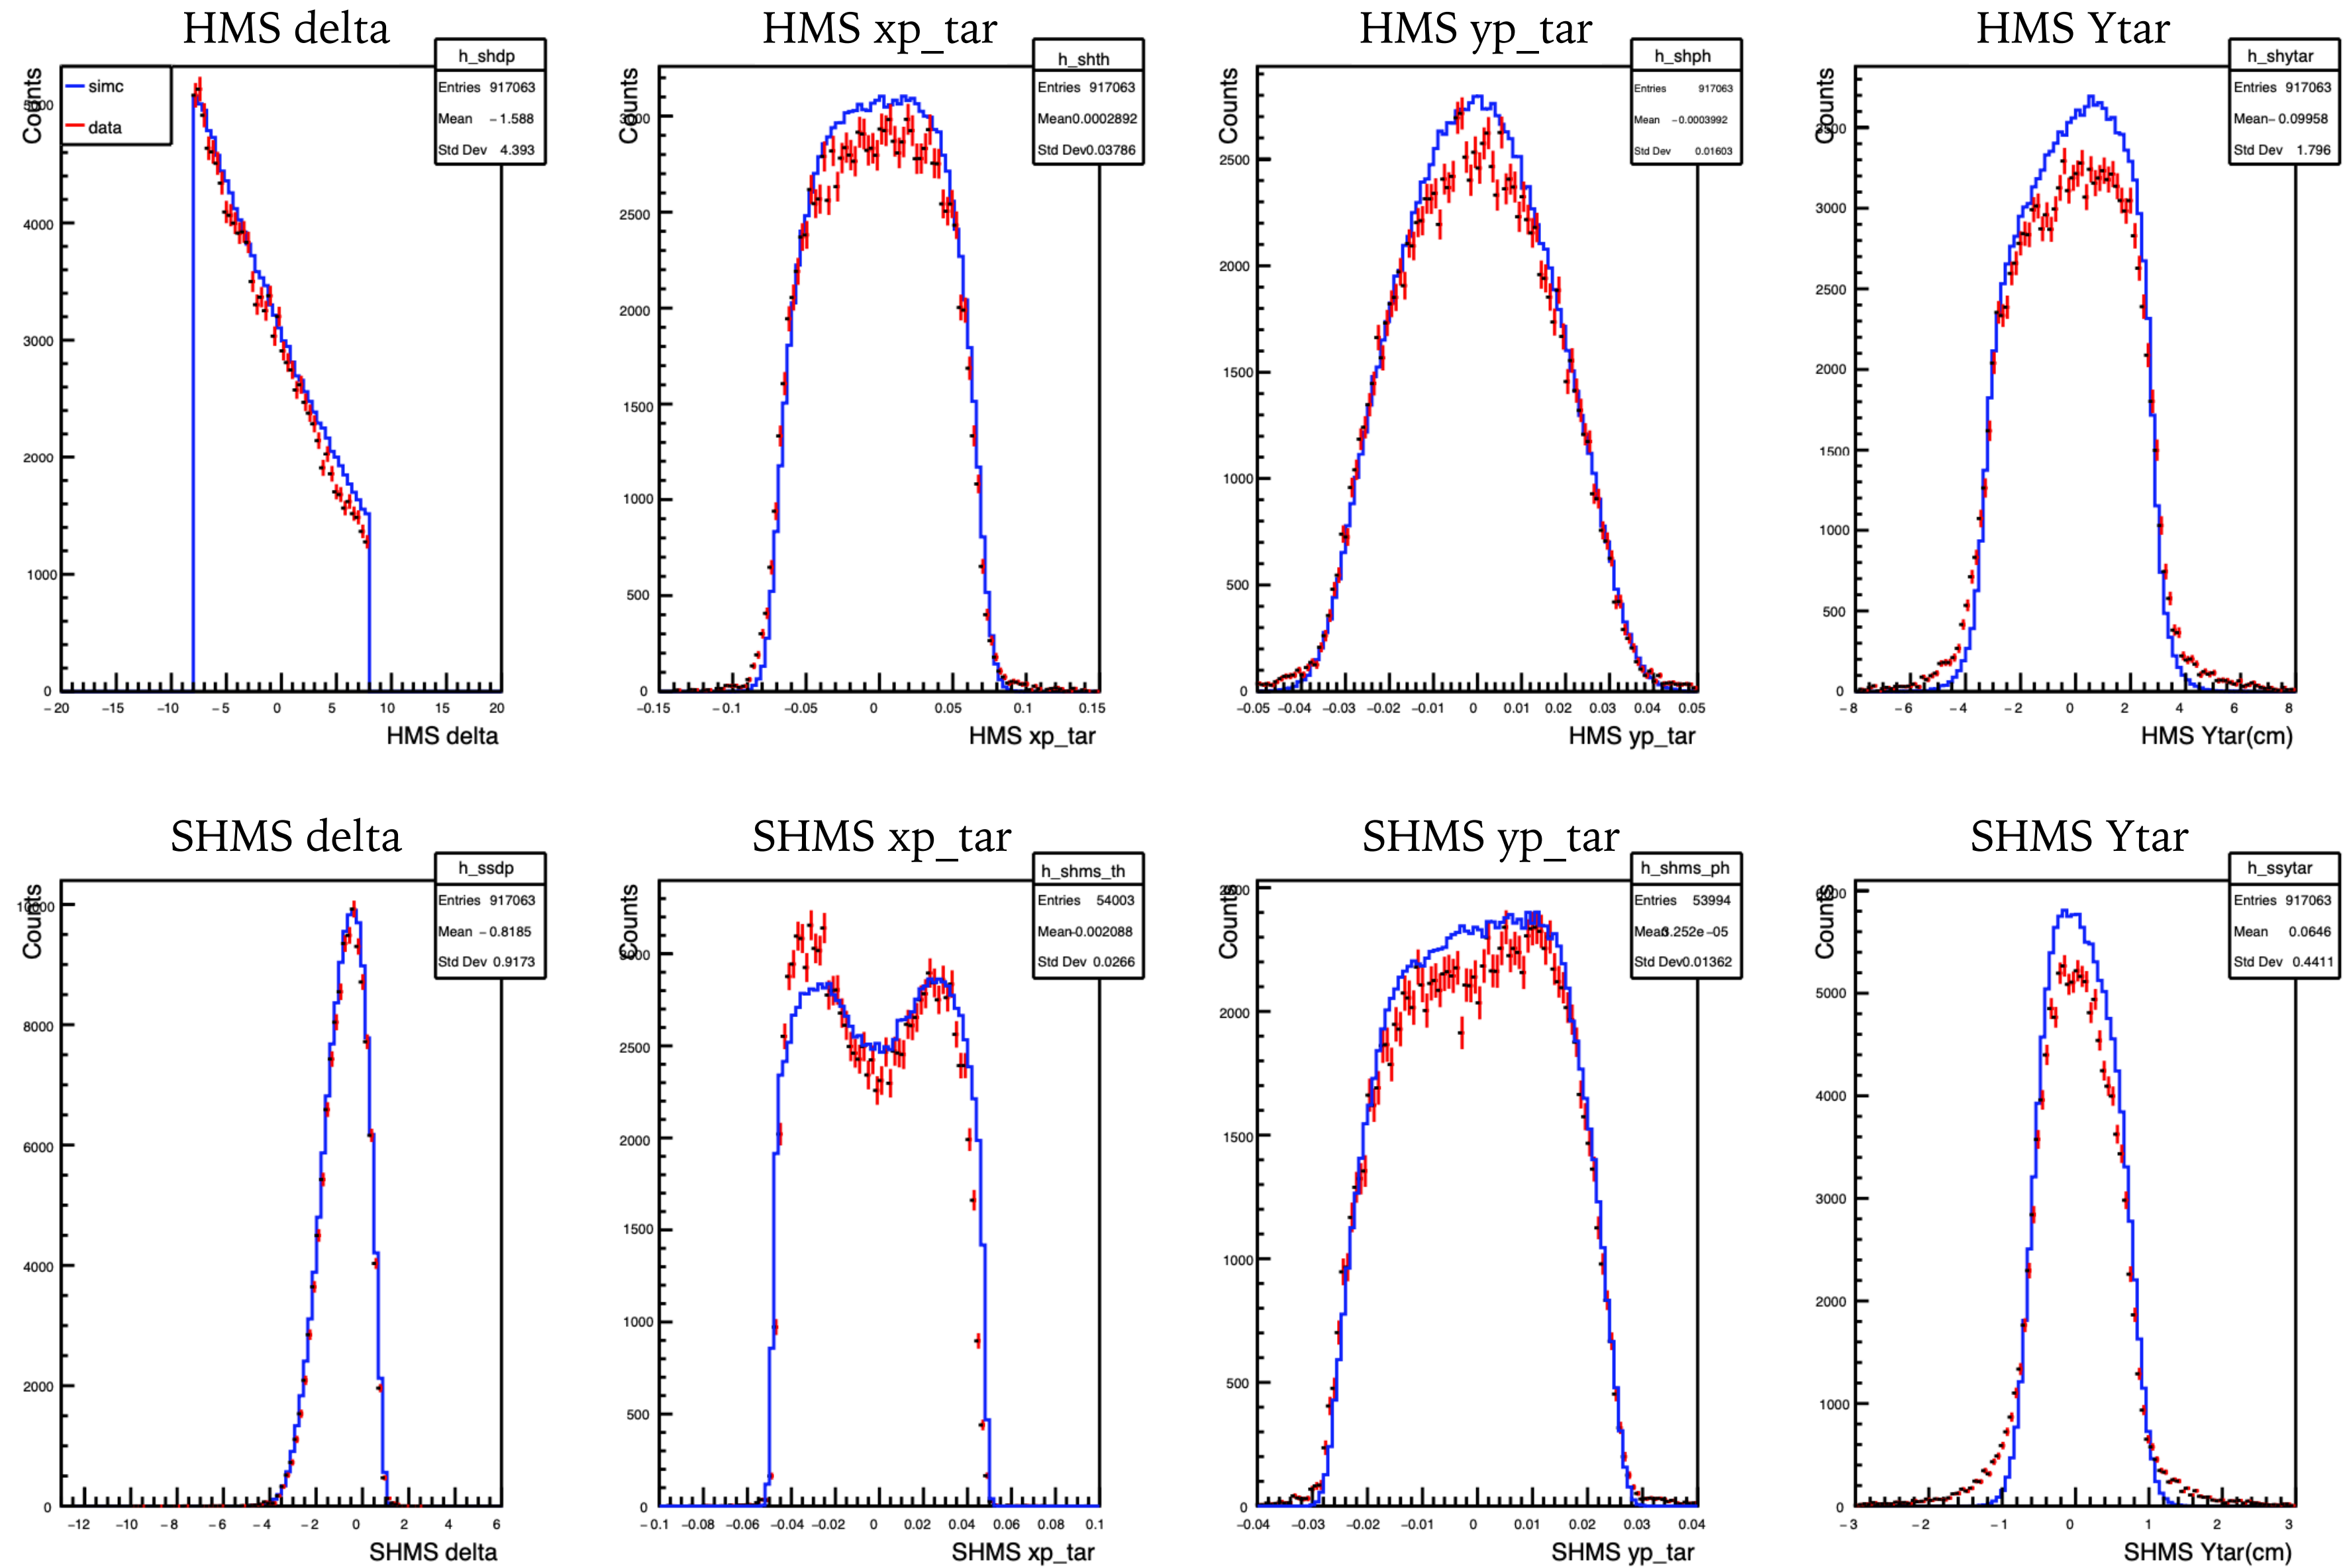 HMS delta
h_shdp
Entries 917063
Mean −1.588
Std Dev 4.393
simc
data
Counts
5000
4000
3000
2000
1000
0
−20 −15 −10 −5 0 5 10 15 20
HMS delta
HMS xp_tar
h_shth
Entries 917063
Mean0.0002892
Std Dev0.03786
Counts
3000
2500
2000
1500
1000
500
0
−0.15 −0.1 −0.05 0 0.05 0.1 0.15
HMS xp_tar
HMS yp_tar
h_shph
Entries 917063
Mean −0.0003992
Std Dev 0.01603
Counts
2500
2000
1500
1000
500
0
−0.05 −0.04 −0.03 −0.02 −0.01 0 0.01 0.02 0.03 0.04 0.05
HMS yp_tar
HMS Ytar
h_shytar
Entries 917063
Mean−0.09958
Std Dev 1.796
Counts
3500
3000
2500
2000
1500
1000
500
0
−8 −6 −4 −2 0 2 4 6 8
HMS Ytar(cm)
SHMS delta
h_ssdp
Entries 917063
Mean −0.8185
Std Dev 0.9173
Counts
10000
8000
6000
4000
2000
0
−12 −10 −8 −6 −4 −2 0 2 4 6
SHMS delta
SHMS xp_tar
h_shms_th
Entries 54003
Mean−0.002088
Std Dev 0.0266
Counts
3000
2500
2000
1500
1000
500
0
−0.1 −0.08 −0.06 −0.04 −0.02 0 0.02 0.04 0.06 0.08 0.1
SHMS xp_tar
SHMS yp_tar
h_shms_ph
Entries 53994
Mean 3.252e−05
Std Dev0.01362
Counts
2500
2000
1500
1000
500
0
−0.04 −0.03 −0.02 −0.01 0 0.01 0.02 0.03 0.04
SHMS yp_tar
SHMS Ytar
h_ssytar
Entries 917063
Mean 0.0646
Std Dev 0.4411
Counts
6000
5000
4000
3000
2000
1000
0
−3 −2 −1 0 1 2 3
SHMS Ytar(cm)